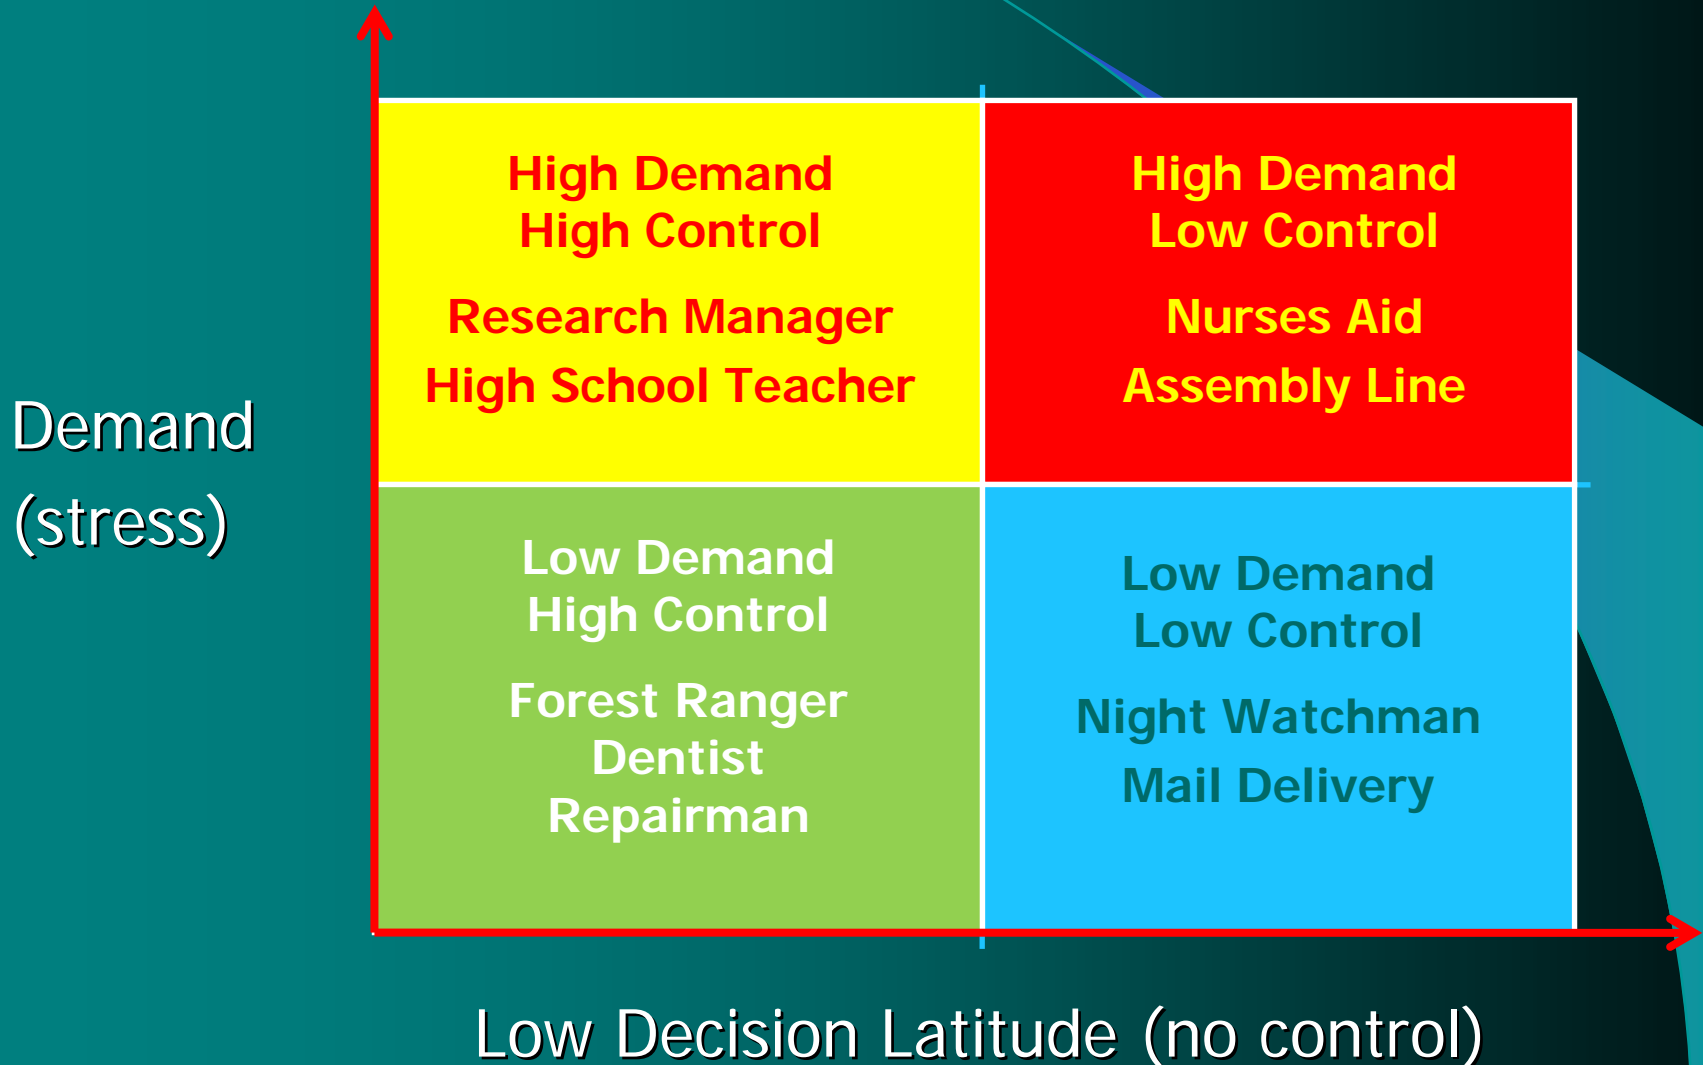 High Demand
High Control
Research Manager
High School Teacher
High Demand
Low Control
Nurses Aid
Assembly Line
Demand
(stress)
Low Demand
High Control
Forest Ranger
Dentist
Repairman
Low Demand
Low Control
Night Watchman
Mail Delivery
Low Decision Latitude (no control)